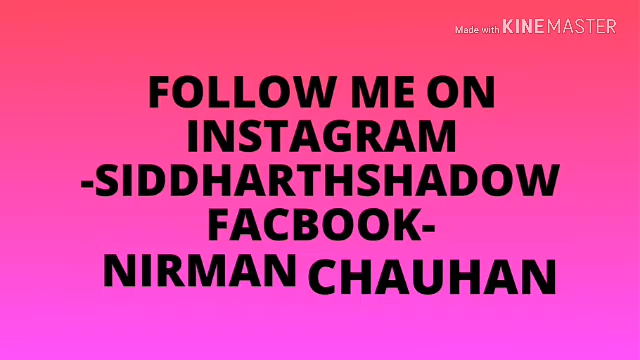 Made with KINEMASTER
FOLLOW ME ON
INSTAGRAM
-SIDDHARTHSHADOW
FACBOOK-
NIRMAN CHAUHAN